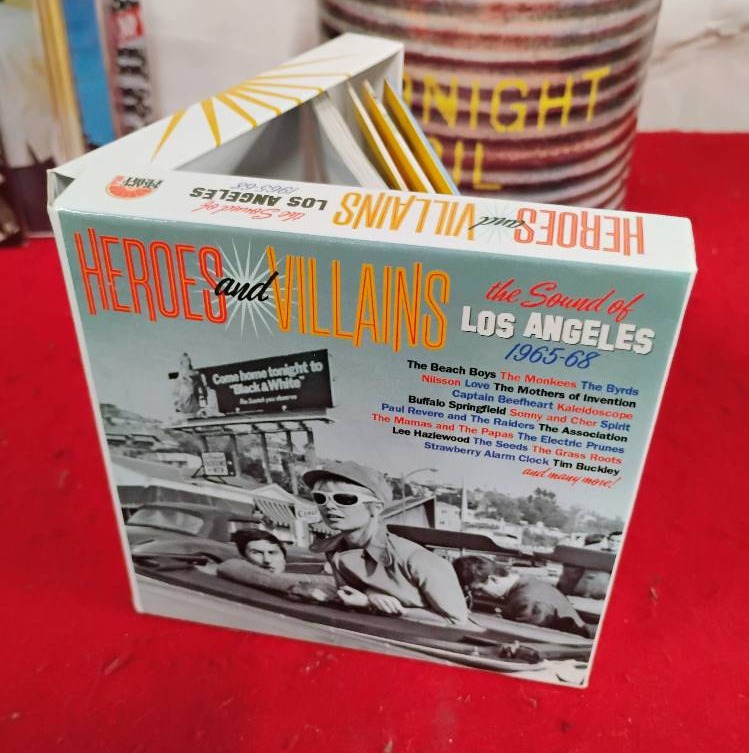 NIGHT
OIL
HEROES and VILLAINS the Sound of LOS ANGELES 1965-68
HEROES and VILLAINS
the Sound of
LOS ANGELES
1965-68
The Beach Boys The Monkees The Byrds
Nilsson Love The Mothers of Invention
Captain Beefheart Kaleidoscope
Buffalo Springfield Sonny and Cher Spirit
Paul Revere and The Raiders The Association
The Mamas and The Papas The Electric Prunes
Lee Hazlewood The Seeds The Grass Roots
Strawberry Alarm Clock Tim Buckley
and many more!
Come home tonight to
"Black & White"